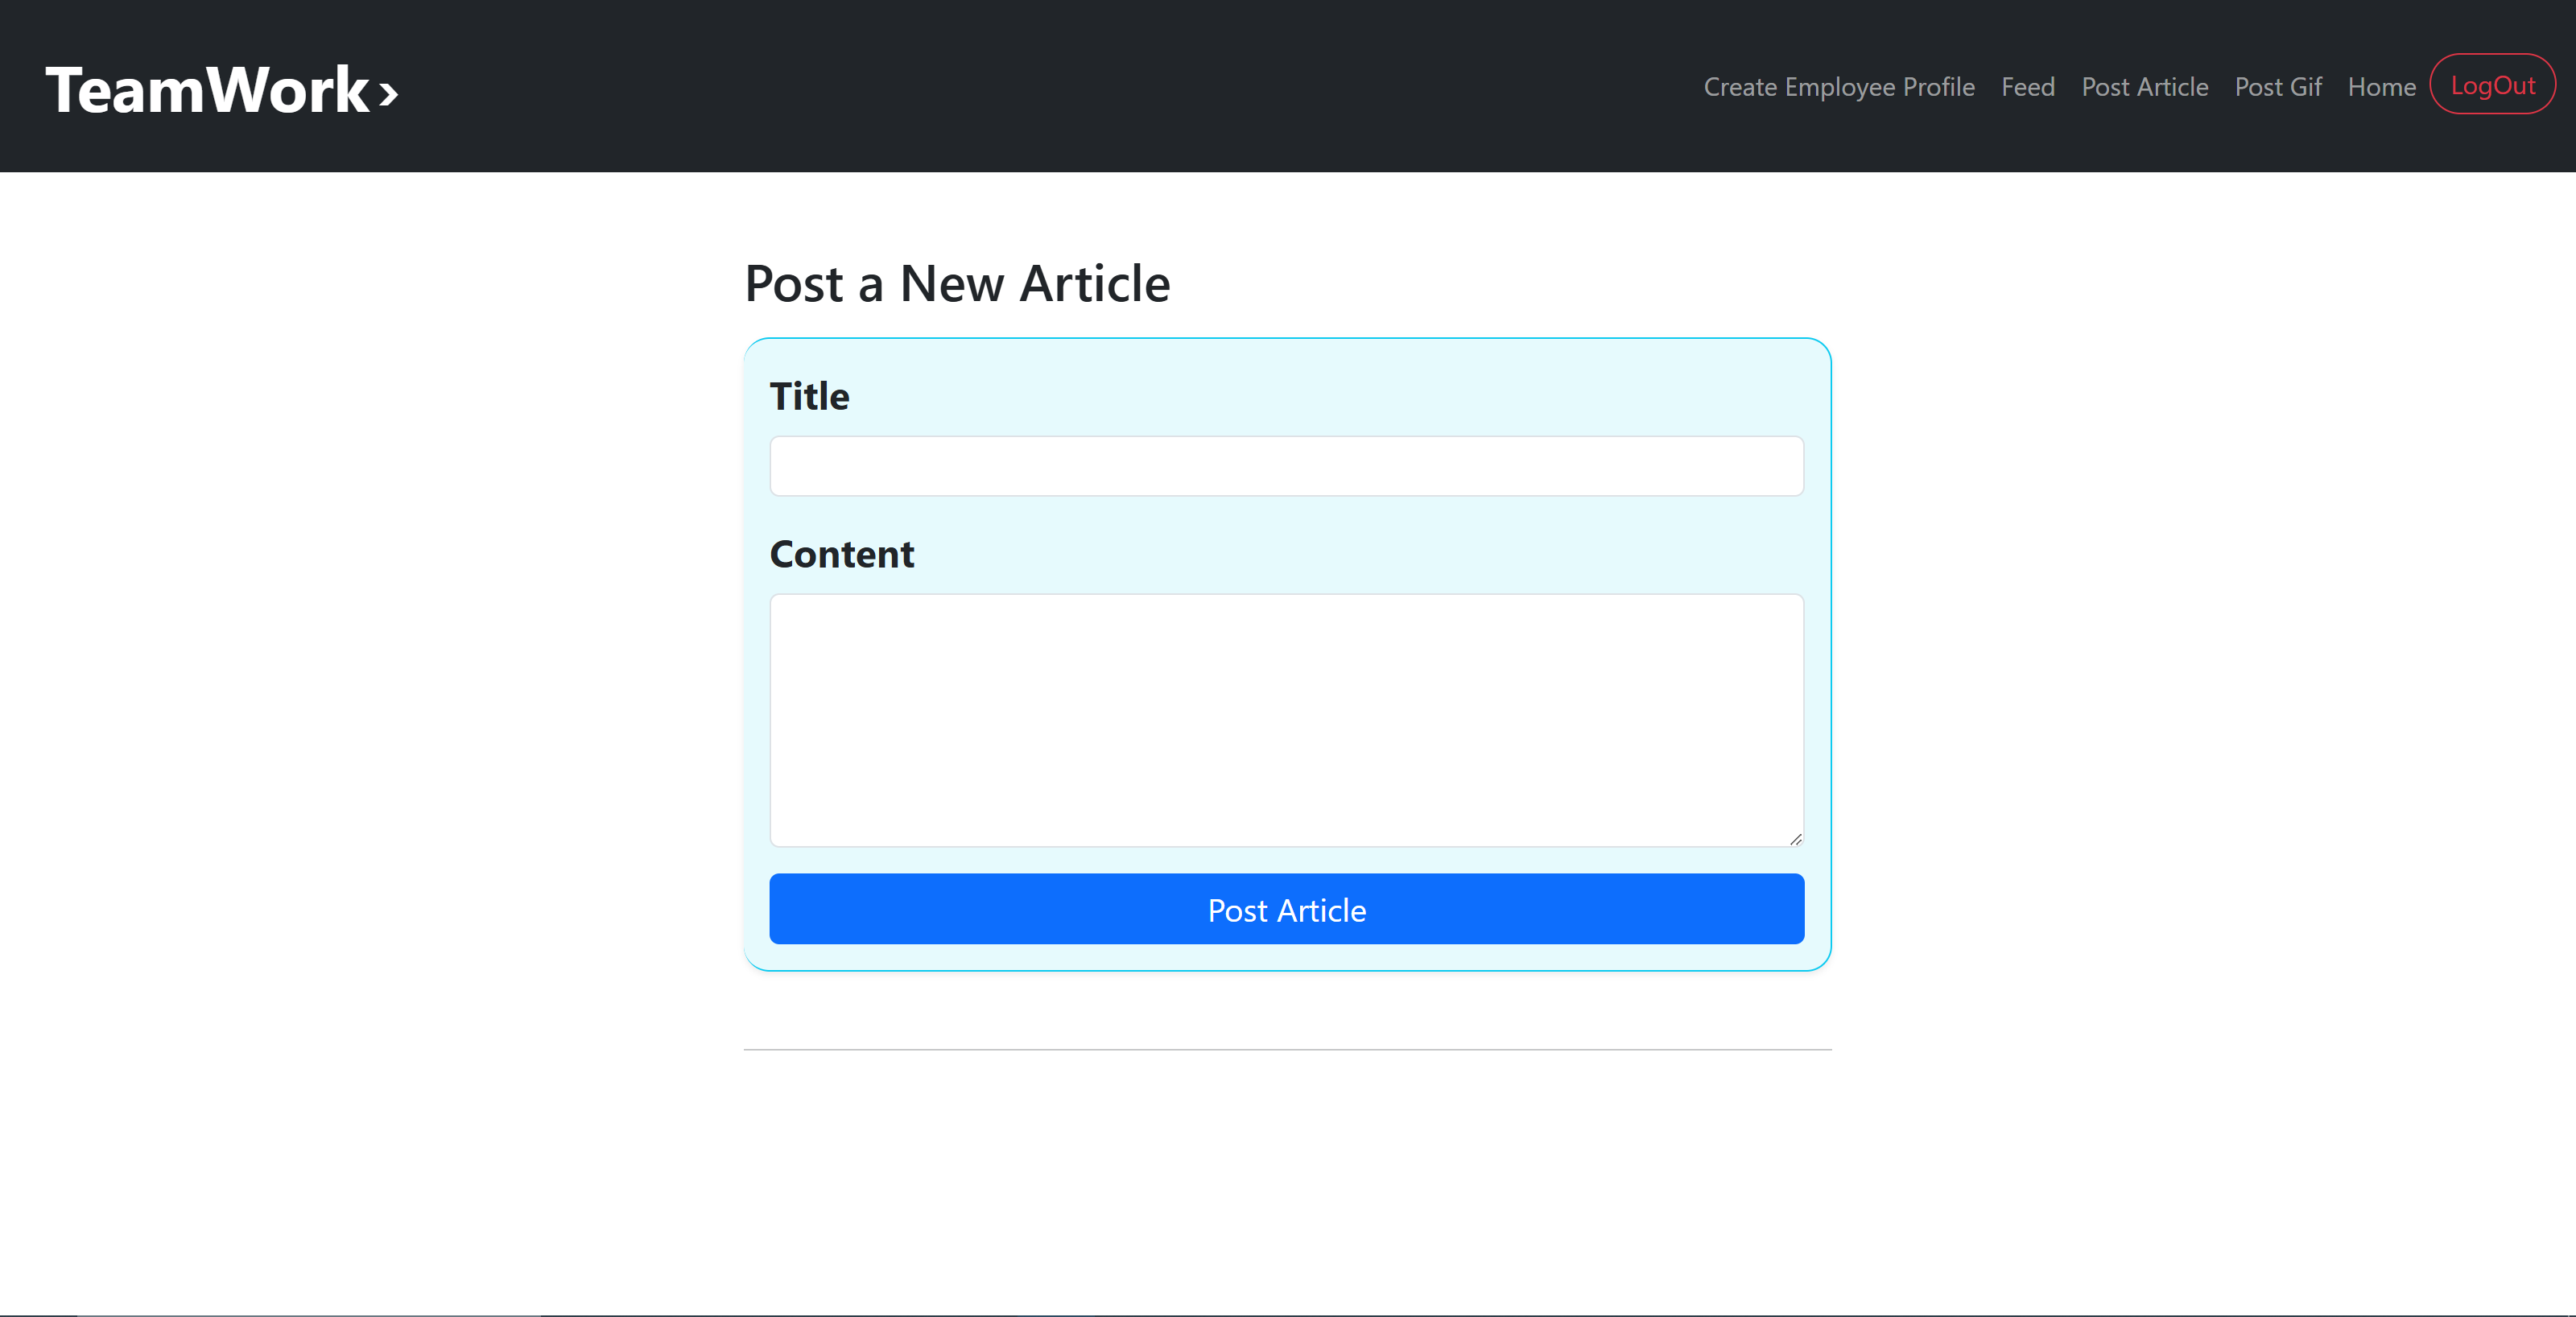 TeamWork›
Create Employee Profile Feed Post Article Post Gif Home LogOut
Post a New Article
Title
Content
Post Article